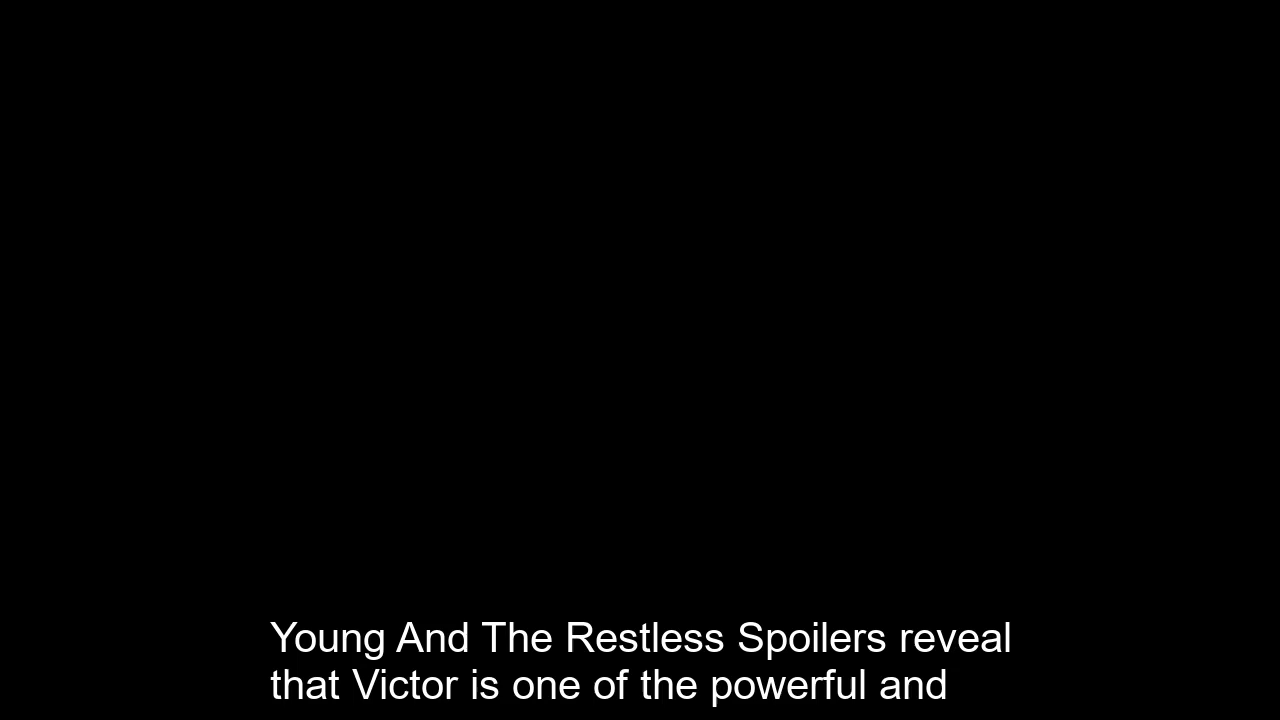 Young And The Restless Spoilers reveal
that Victor is one of the powerful and